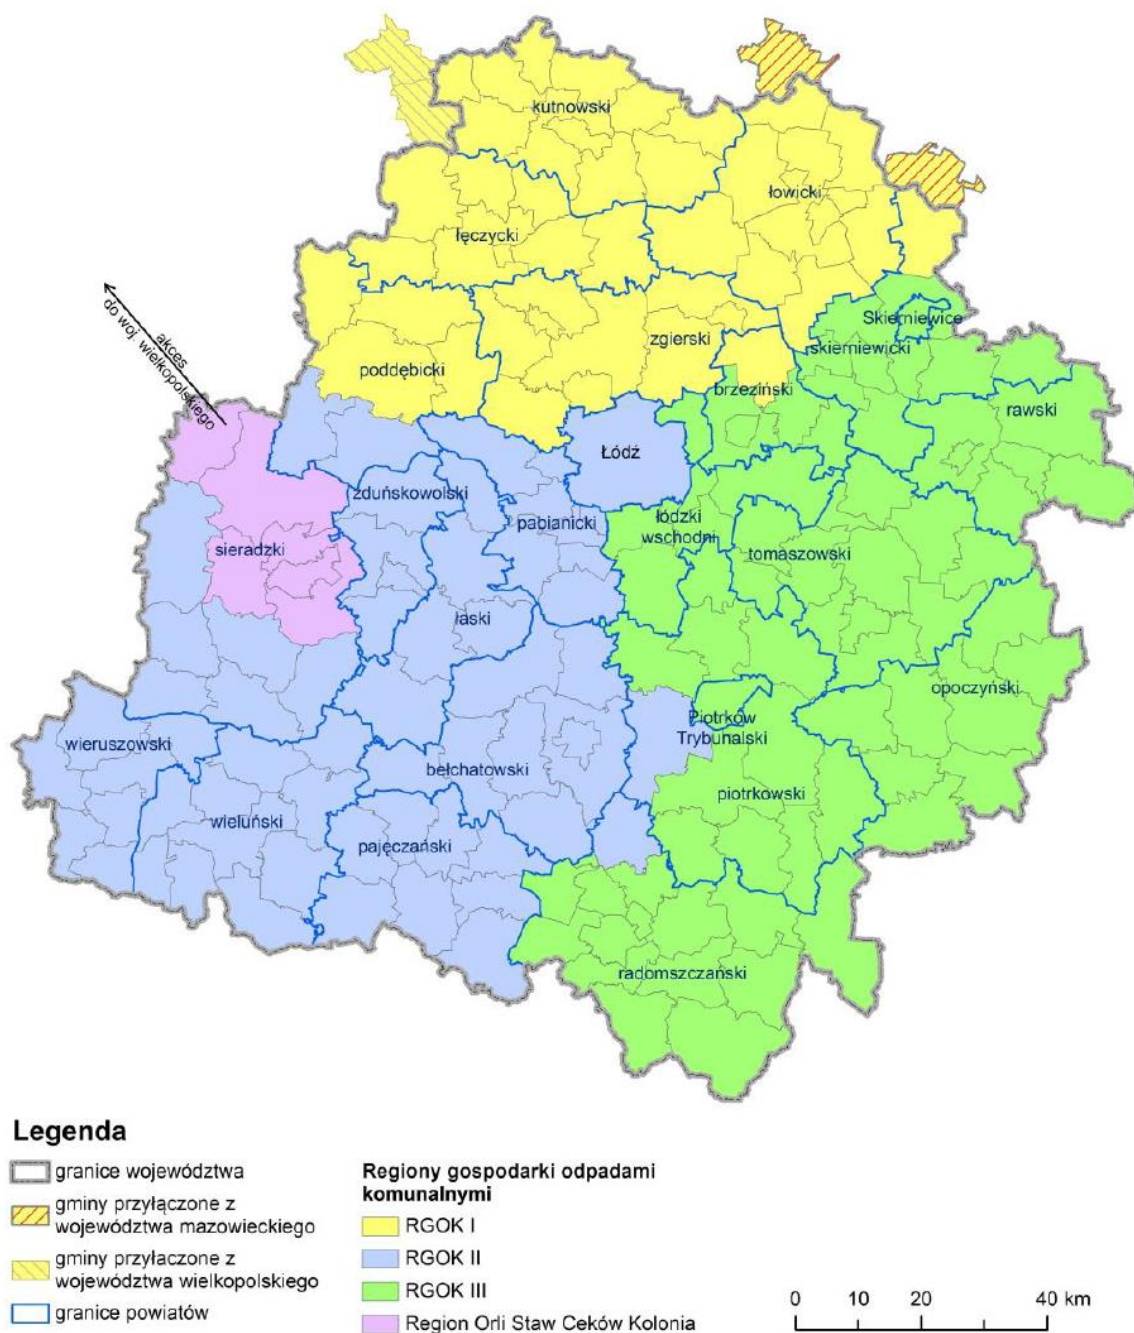 kutnowski
łowicki
łęczycki
akces
do woj. wielkopolskiego
Skierniewice
zgierski
skierniewicki
poddębicki
brzeziński
rawski
Łódź
zduńskowolski
pabianicki
łódzki
wschodni
sieradzki
tomaszowski
łaski
opoczyński
Piotrków
Trybunalski
wieruszowski
bełchatowski
piotrkowski
wieluński
pajęczański
radomszczański
Legenda
granice województwa
gminy przyłączone z
województwa mazowieckiego
gminy przyłaczone z
województwa wielkopolskiego
granice powiatów
Regiony gospodarki odpadami
komunalnymi
RGOK I
RGOK II
RGOK III
Region Orli Staw Ceków Kolonia
0 10 20 40 km